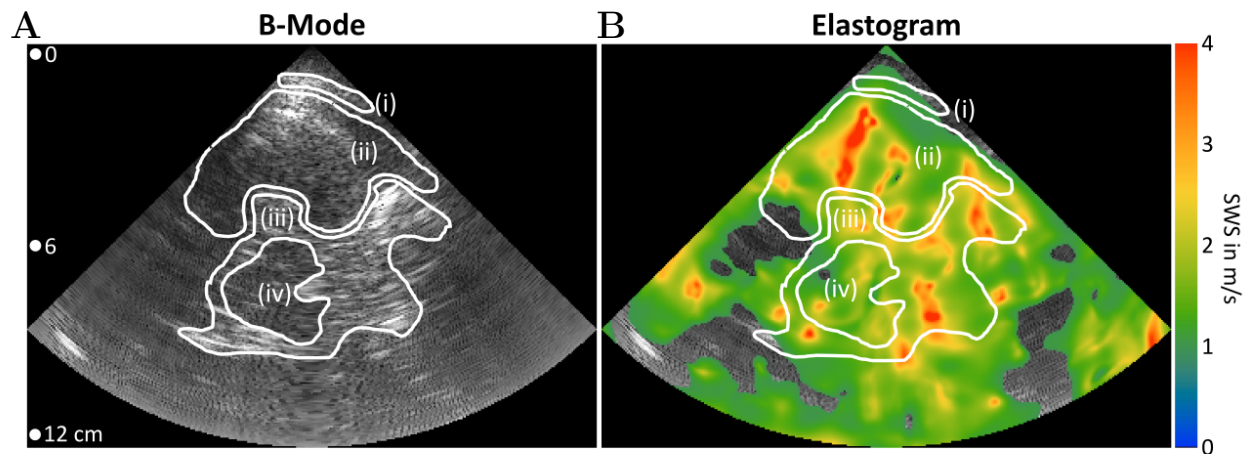 A
B-Mode
0
(i)
(ii)
(iii)
(iv)
6
12 cm
B
Elastogram
(i)
(ii)
(iii)
(iv)
4
3
2
1
0
SWS in m/s